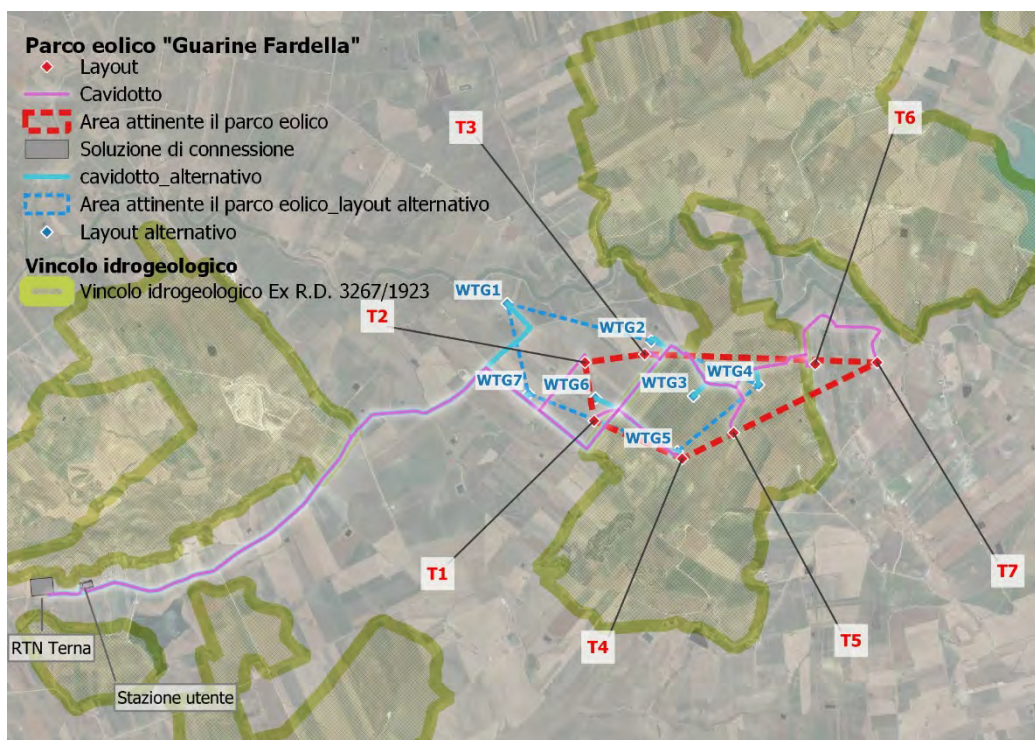 Parco eolico "Guarine Fardella"
Layout
Cavidotto
Area attinente il parco eolico
Soluzione di connessione
cavidotto_alternativo
Area attinente il parco eolico_layout alternativo
Layout alternativo
Vincolo idrogeologico
Vincolo idrogeologico Ex R.D. 3267/1923
T3
T6
WTG1
T2
WTG2
WTG7
WTG6
WTG3
WTG4
WTG5
T1
T7
T4
T5
RTN Terna
Stazione utente